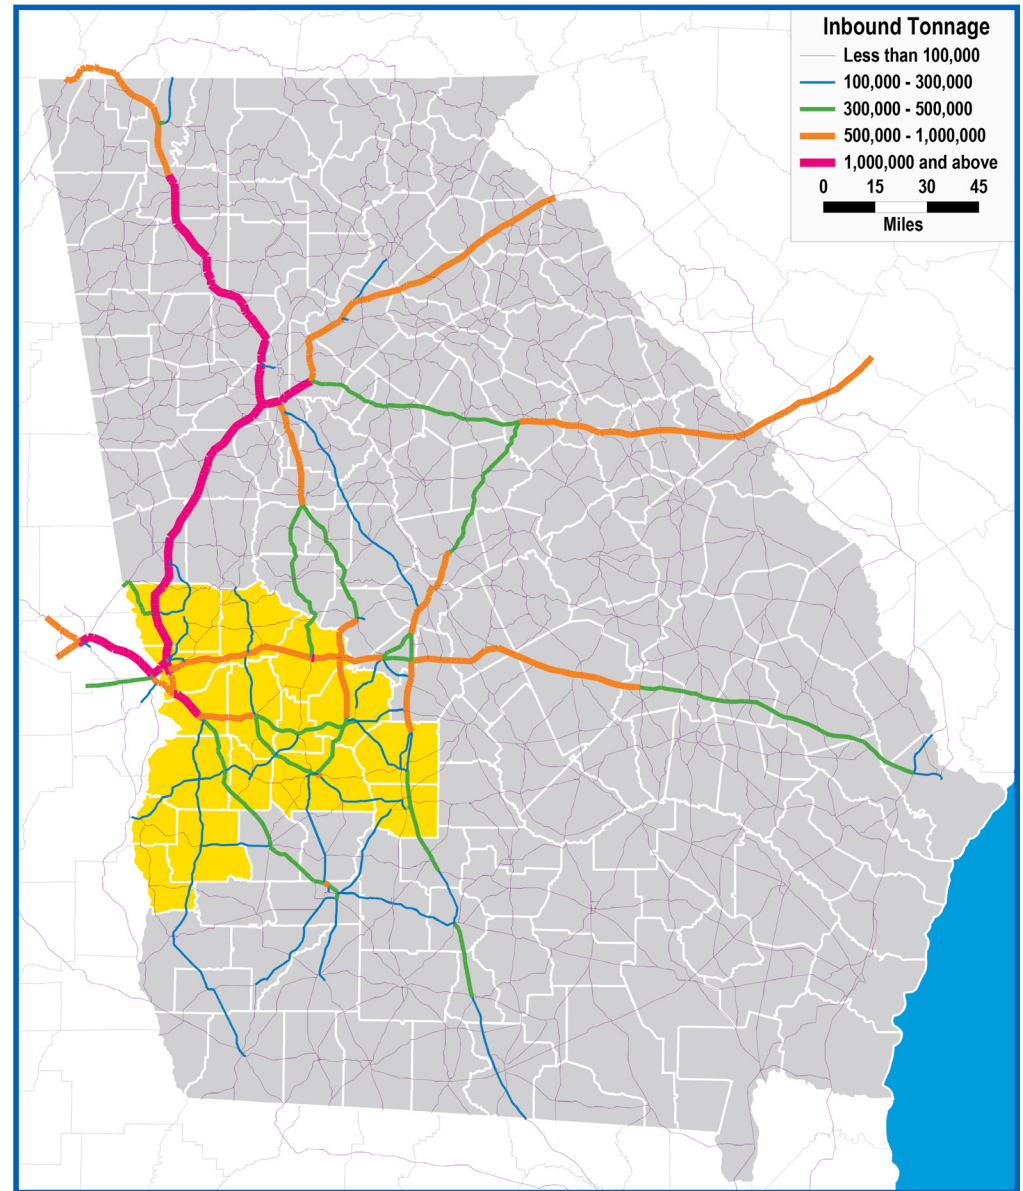 Inbound Tonnage
Less than 100,000
100,000 - 300,000
300,000 - 500,000
500,000 - 1,000,000
1,000,000 and above
0 15 30 45
Miles